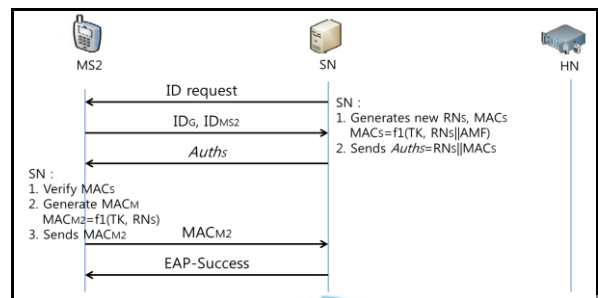 MS2
SN
HN
ID request
SN :
1. Generates new RNs, MACs
MACs=f1(TK, RNs||AMF)
2. Sends Auths=RNs||MACs
IDG, IDMS2
Auths
SN :
1. Verify MACs
2. Generate MACM
MACM2=f1(TK, RNs)
3. Sends MACM2
MACM2
EAP-Success